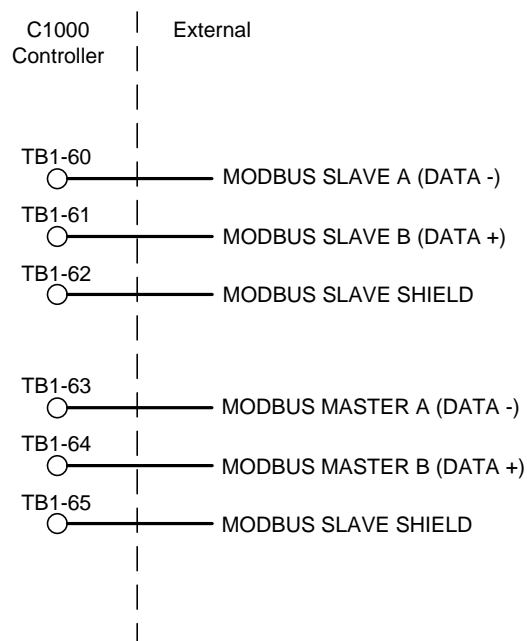 C1000
Controller
External
TB1-60
MODBUS SLAVE A (DATA -)
TB1-61
MODBUS SLAVE B (DATA +)
TB1-62
MODBUS SLAVE SHIELD
TB1-63
MODBUS MASTER A (DATA -)
TB1-64
MODBUS MASTER B (DATA +)
TB1-65
MODBUS SLAVE SHIELD